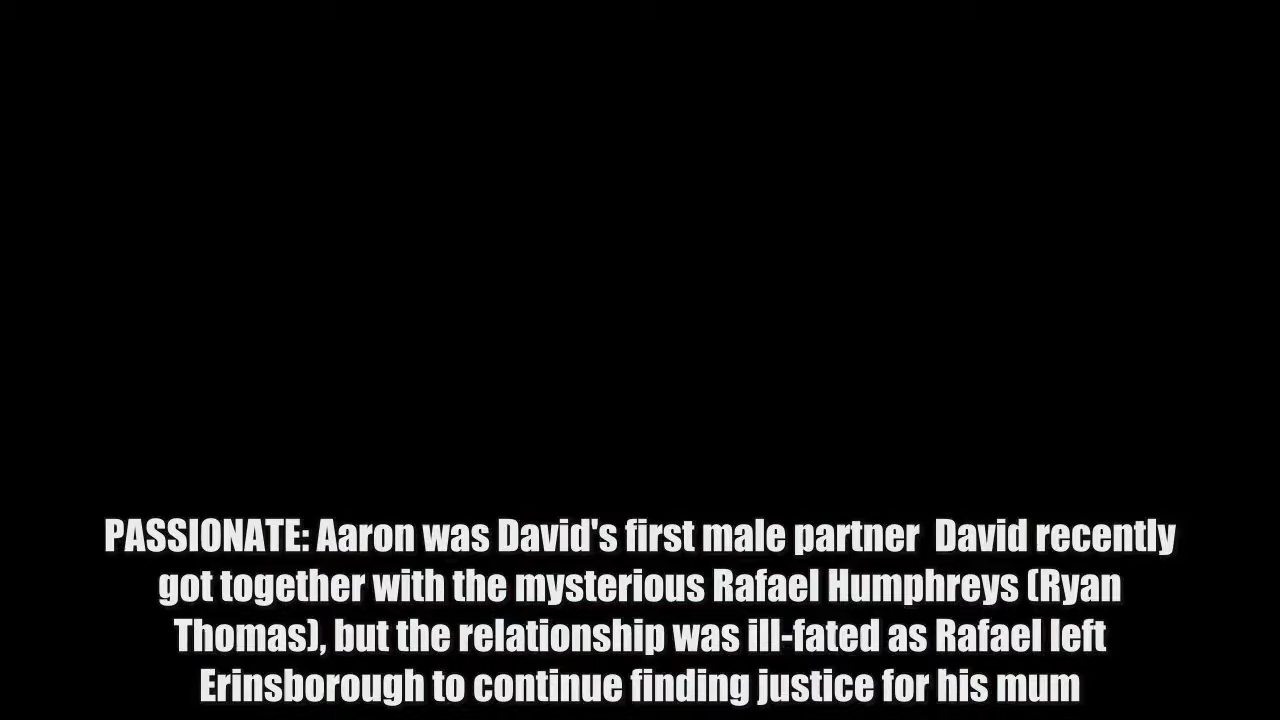 PASSIONATE: Aaron was David's first male partner  David recently
got together with the mysterious Rafael Humphreys (Ryan
Thomas), but the relationship was ill-fated as Rafael left
Erinsborough to continue finding justice for his mum